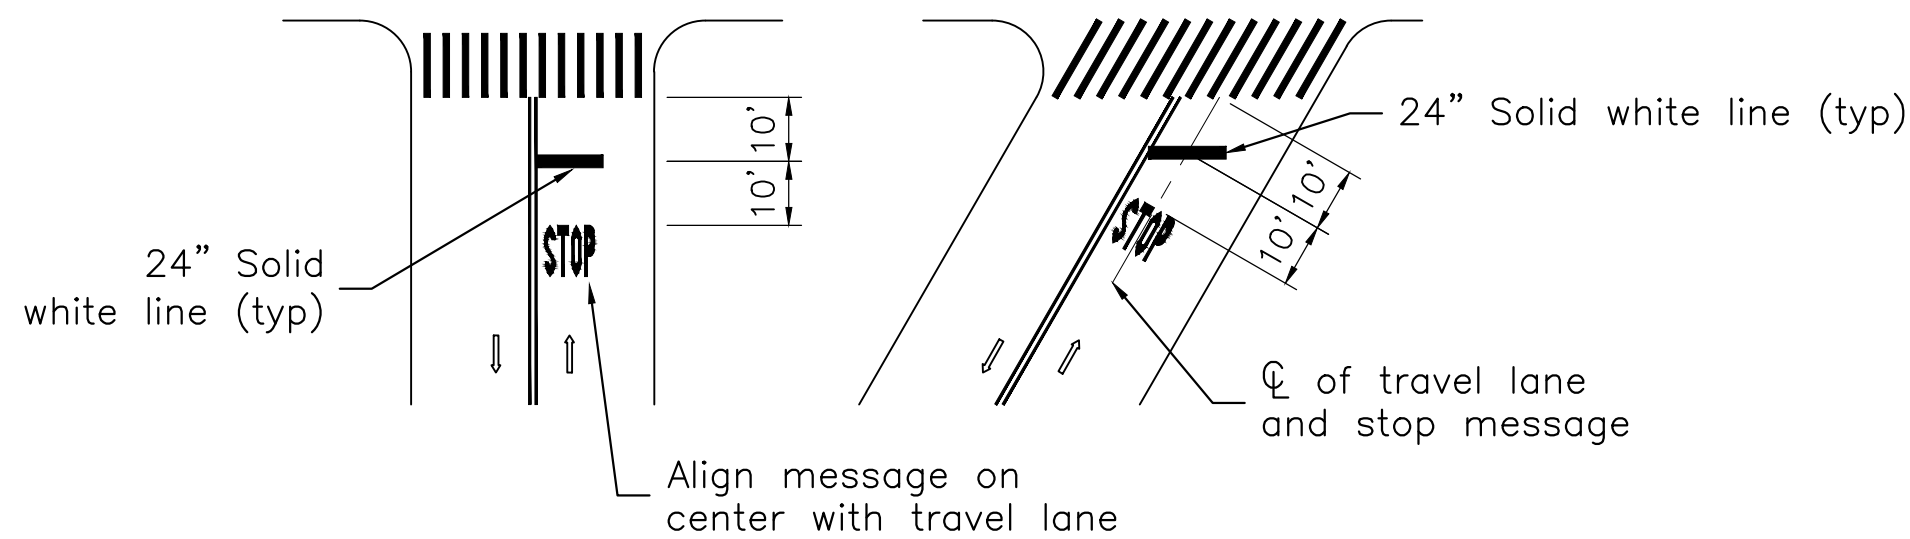 24” Solid white line (typ)
10’
10’
10’
10’
STOP
STOP
24” Solid
white line (typ)
℄ of travel lane
and stop message
Align message on
center with travel lane